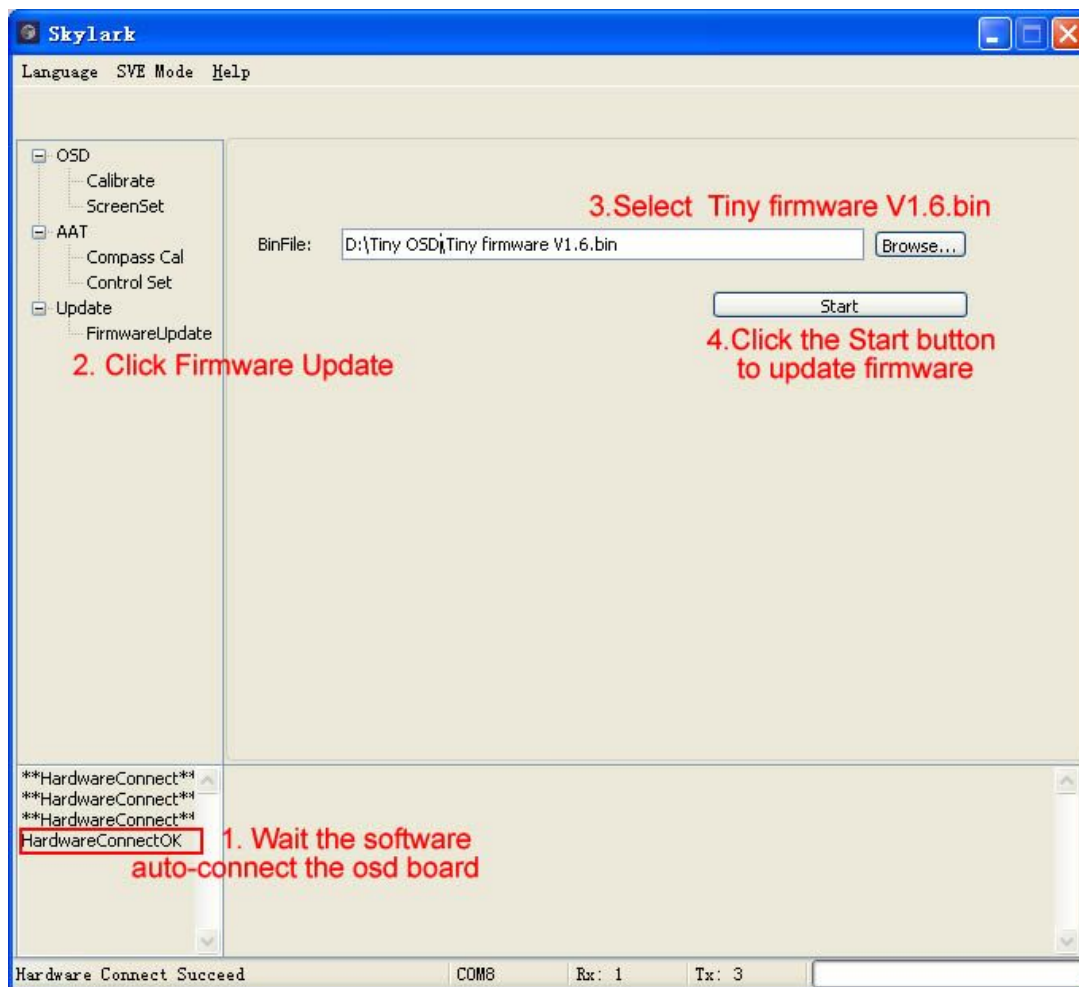 Skylark
Language SVE Mode Help
OSD
Calibrate
ScreenSet
AAT
Compass Cal
Control Set
Update
FirmwareUpdate
2. Click Firmware Update
3.Select Tiny firmware V1.6.bin
BinFile: D:\Tiny OSD\Tiny firmware V1.6.bin Browse...
Start
4.Click the Start button
to update firmware
**HardwareConnect**
**HardwareConnect**
**HardwareConnect**
HardwareConnectOK
1. Wait the software
auto-connect the osd board
Hardware Connect Succeed COM8 Rx: 1 Tx: 3